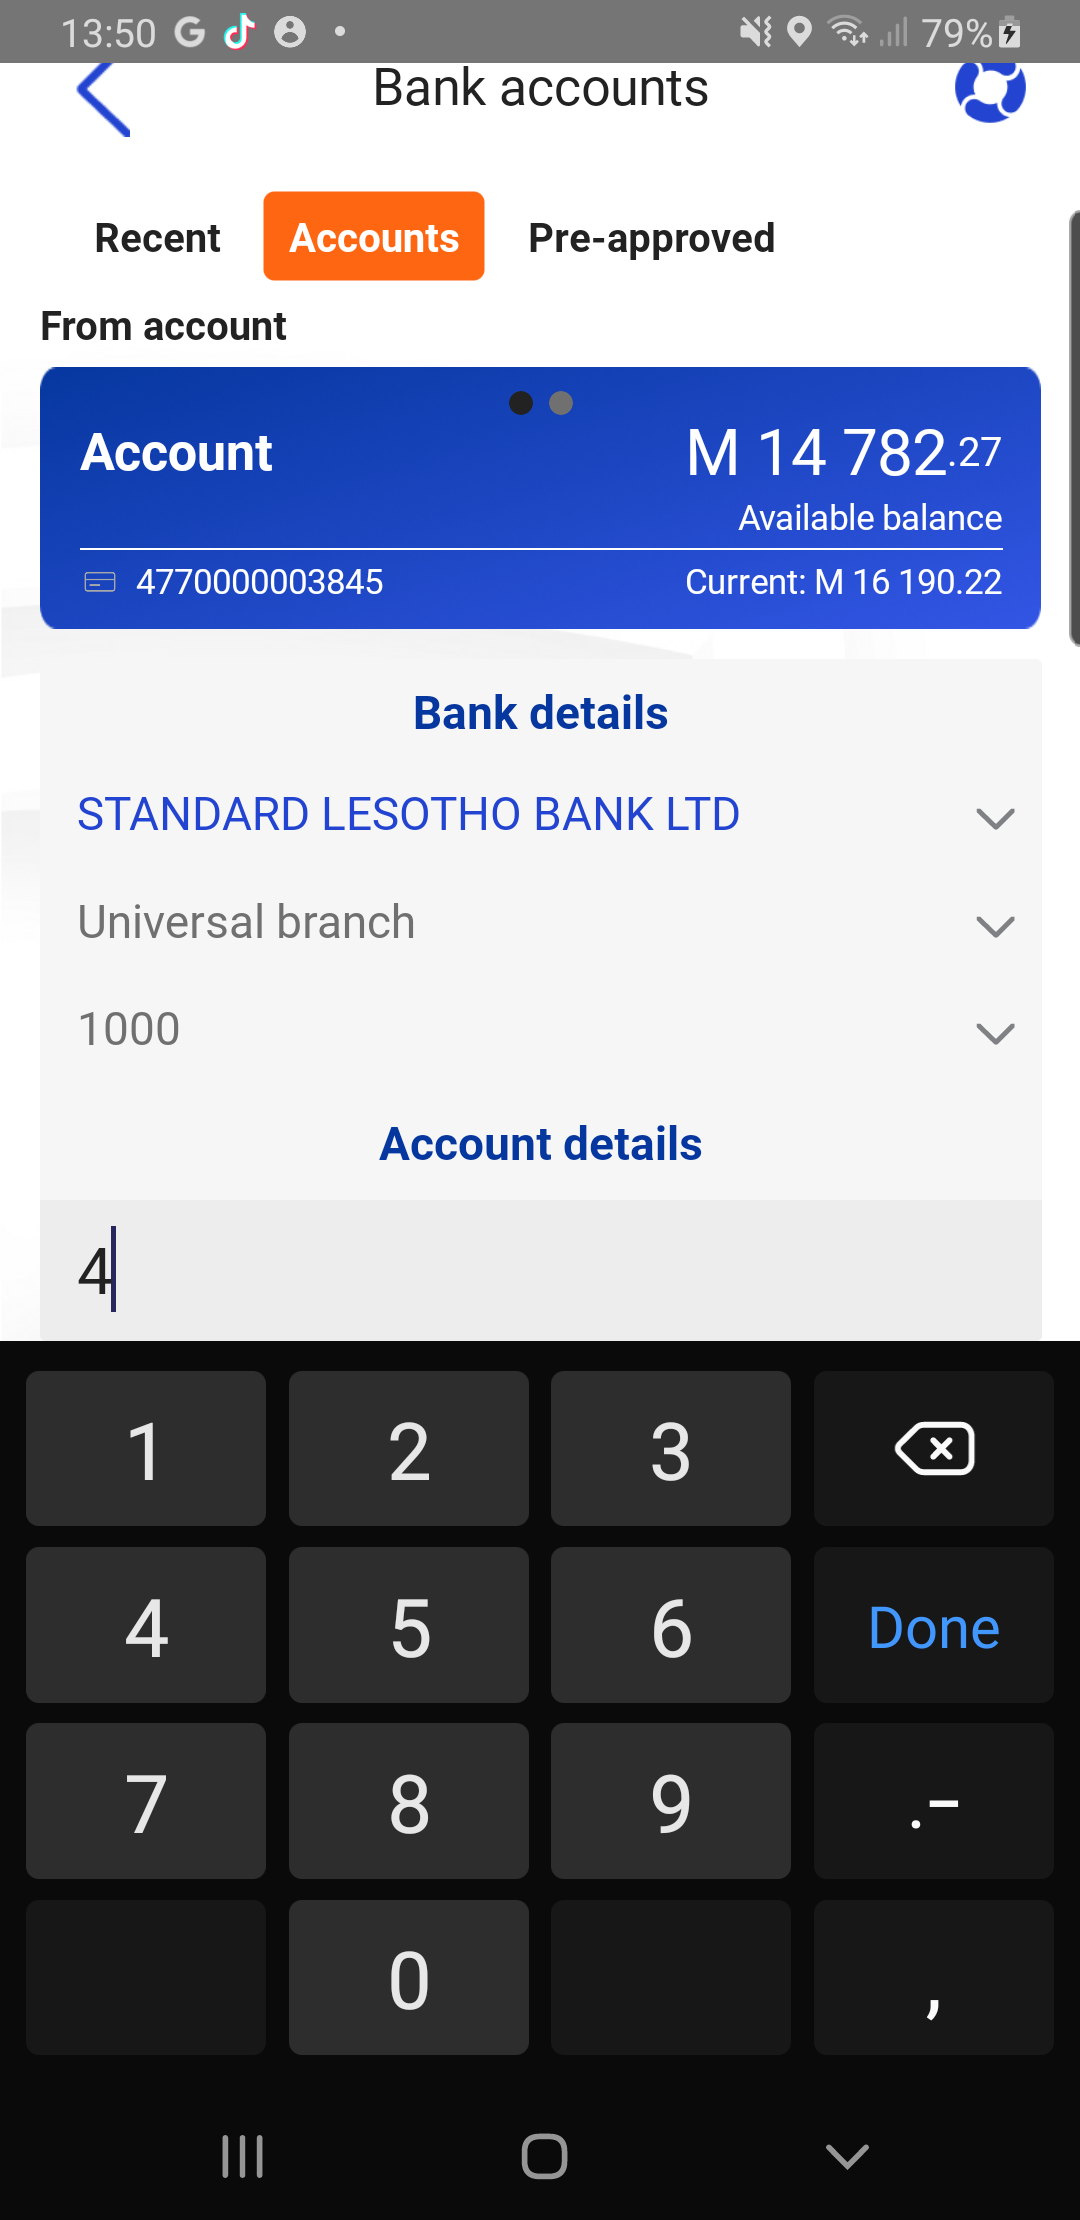 13:50 79%
Bank accounts
Recent Accounts Pre-approved
From account
Account M 14 782.27
Available balance
4770000003845 Current: M 16 190.22
Bank details
STANDARD LESOTHO BANK LTD
Universal branch
1000
Account details
4
1 2 3
4 5 6 Done
7 8 9 .-
0 ,